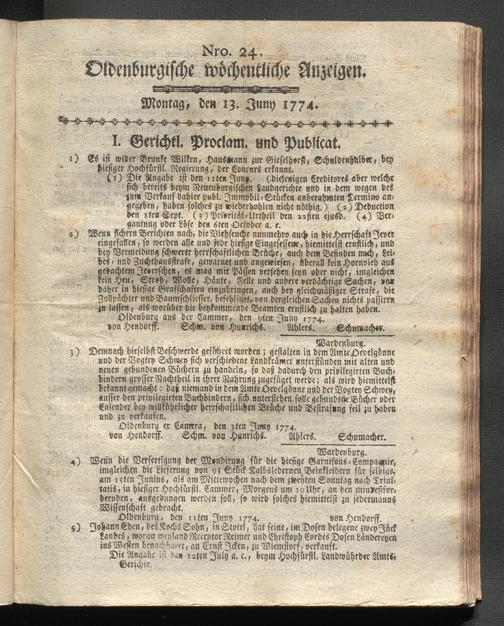 Nro. 24.
Oldenburgische wöchentliche Anzeigen.
Montag, den 13. Juny 1774.
I. Gerichtl. Proclam. und Publicat.
1) Es ist wider Brunke Wilken, Hausmann zur Gieselhorst, Schuldenhalber, bey
hiesiger Hochfürstl. Regierung, der Concurs erkannt.
(1) Die Angabe ist den 11ten July. (diejenigen Creditores aber welche
sich bereits beym Neuenburgischen Landgerichte und in dem wegen des
zum Verkauf dahier publ. Immobil-Stücken anberahmten Termino an-
gegeben, haben solches zu wiederhohlen nicht nöthig.) (2) Deduction
den 5ten Sept. (3) Priorität-Urtheil den 22sten ejusd. (4) Ver-
gantung oder Löse den 6ten October a. c.
2) Wenn sichern Berichten nach, die Viehseuche nunmehro auch in die Herrschaft Jever
eingefallen, so werden alle und jede hiesige Eingesessene, hiemittelst ernstlich, und
bey Vermeidung schwerer herrschaftlichen Brüche, auch dem Befinden nach, Lei-
bes- und Zuchthausstrafe, gewarnet und angewiesen, überall kein Hornvieh aus
gedachtem Jeverschen, es mag mit Pässen versehen seyn oder nicht, imgleichen
kein Heu, Stroh, Wolle, Häute, Felle und andere verdächtige Sachen, von
daher in hiesige Grafschaften einzubringen, auch bey gleichmäßiger Strafe, die
Zollwächter und Baumschliesser, befehliget, von dergleichen Sachen nichts passiren
zu lassen, als worüber die beykommende Beamten ernstlich zu halten haben.
Oldenburg aus der Cammer, den 9ten Juny 1774.
von Hendorff. Schm. von Hunrichs. Ahlers. Schumacher.
Wardenburg.
3) Demnach hieselbst Beschwerde geführet worden; gestalten in dem Amte Ovelgönne
und der Vogtey Schwey sich verschiedene Landkrämer unterstünden mit alten und
neuen gebundenen Büchern zu handeln, so daß dadurch den privilegirten Buch-
bindern grosser Nachtheil in ihrer Nahrung zugefüget werde; als wird hiemittelst
bekannt gemacht: daß niemand in dem Amte Ovelgönne und der Vogtey Schwey,
ausser den privilegirten Buchbindern, sich unterstehen solle gebundene Bücher oder
Calender bey willkührlicher herrschaftlichen Brüche und Bestrafung feil zu haben
und zu verkaufen.
Oldenburg ex Camera, den 3ten Juny 1774.
von Hendorff. Schm. von Hunrichs. Ahlers. Schumacher.
Wardenburg.
4) Wenn die Verfertigung der Mondirung für die hiesige Garnisons-Compagnie,
imgleichen die Lieferung von 91 Stück Kalbsledernen Beinkleidern für selbige,
am 15ten Junius, als am Mittewochen nach dem zweyten Sonntag nach Trini-
tatis, in hiesiger Hochfürstl. Cammer, Morgens um 10 Uhr, an den mindestfor-
dernden, ausgedungen werden soll, so wird solches hiemittelst zu jedermanns
Wissenschaft gebracht.
Oldenburg, den 11ten Juny 1774. von Hendorff.
5) Johann Eden, des Kochs Sohn, in Stotel, hat seine, im Dosen belegene zwey Jück
Landes, woran weyland Receptor Reimer und Christoph Cordes Dosen Ländereyen
ins Westen benachbaret, an Ernst Icken, zu Wiemstorf, verkauft.
Die Angabe ist den 12ten July a. c., beym Hochfürstl. Landwührder Amts-
Gerichte.